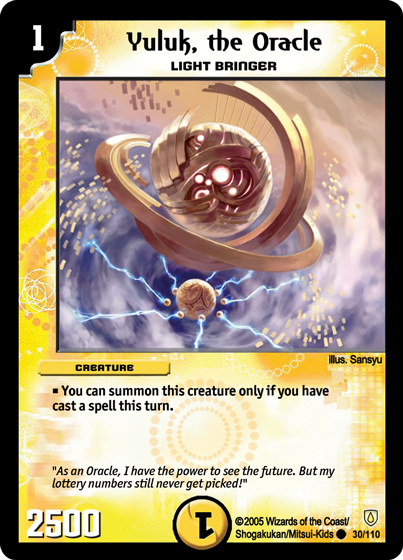 1
Yuluk, the Oracle
LIGHT BRINGER
illus. Sansyu
CREATURE
▪ You can summon this creature only if you have
cast a spell this turn.
"As an Oracle, I have the power to see the future. But my
lottery numbers still never get picked!"
2500
©2005 Wizards of the Coast/
Shogakukan/Mitsui-Kids ● 30/110